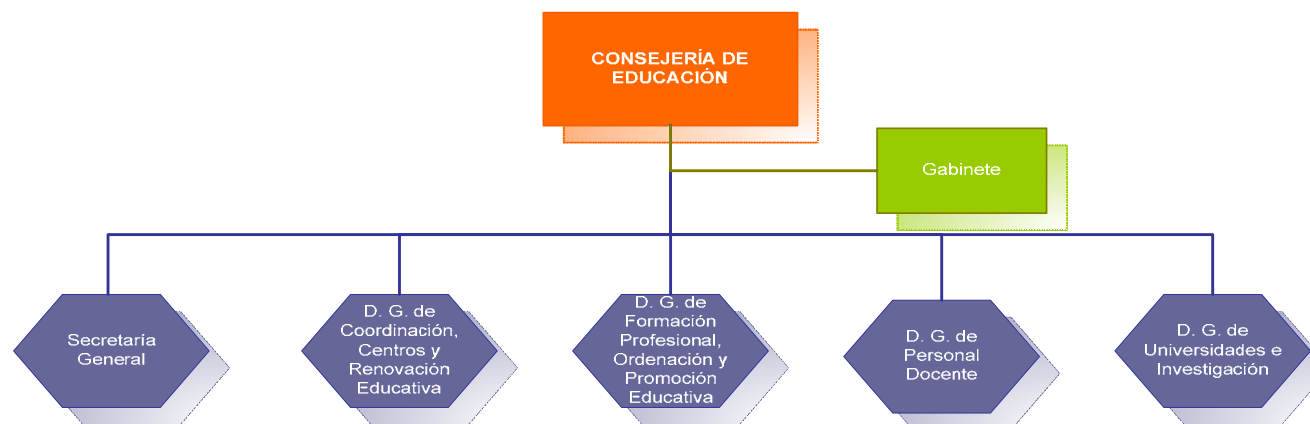 CONSEJERÍA DE
EDUCACIÓN
Gabinete
Secretaría
General
D. G. de
Coordinación,
Centros y
Renovación
Educativa
D. G. de
Formación
Profesional,
Ordenación y
Promoción
Educativa
D. G. de
Personal
Docente
D. G. de
Universidades e
Investigación